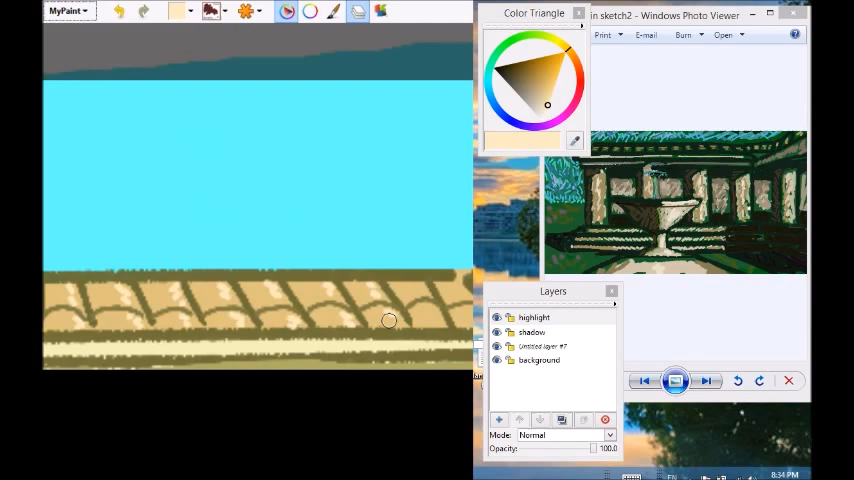 MyPaint
Color Triangle
in sketch2 - Windows Photo Viewer
Print
E-mail
Burn
Open
Layers
highlight
shadow
Untitled layer #7
background
Mode:
Normal
Opacity:
100.0
EN
8:34 PM